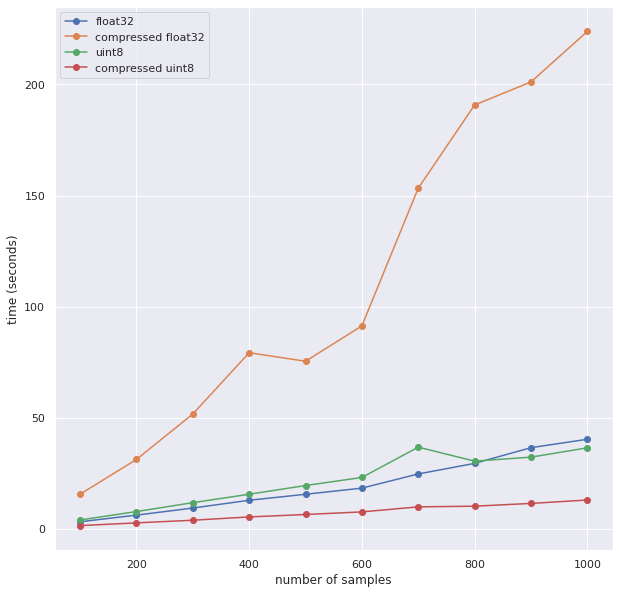 float32
compressed float32
uint8
compressed uint8
200
150
100
50
0
time (seconds)
200
400
600
800
1000
number of samples